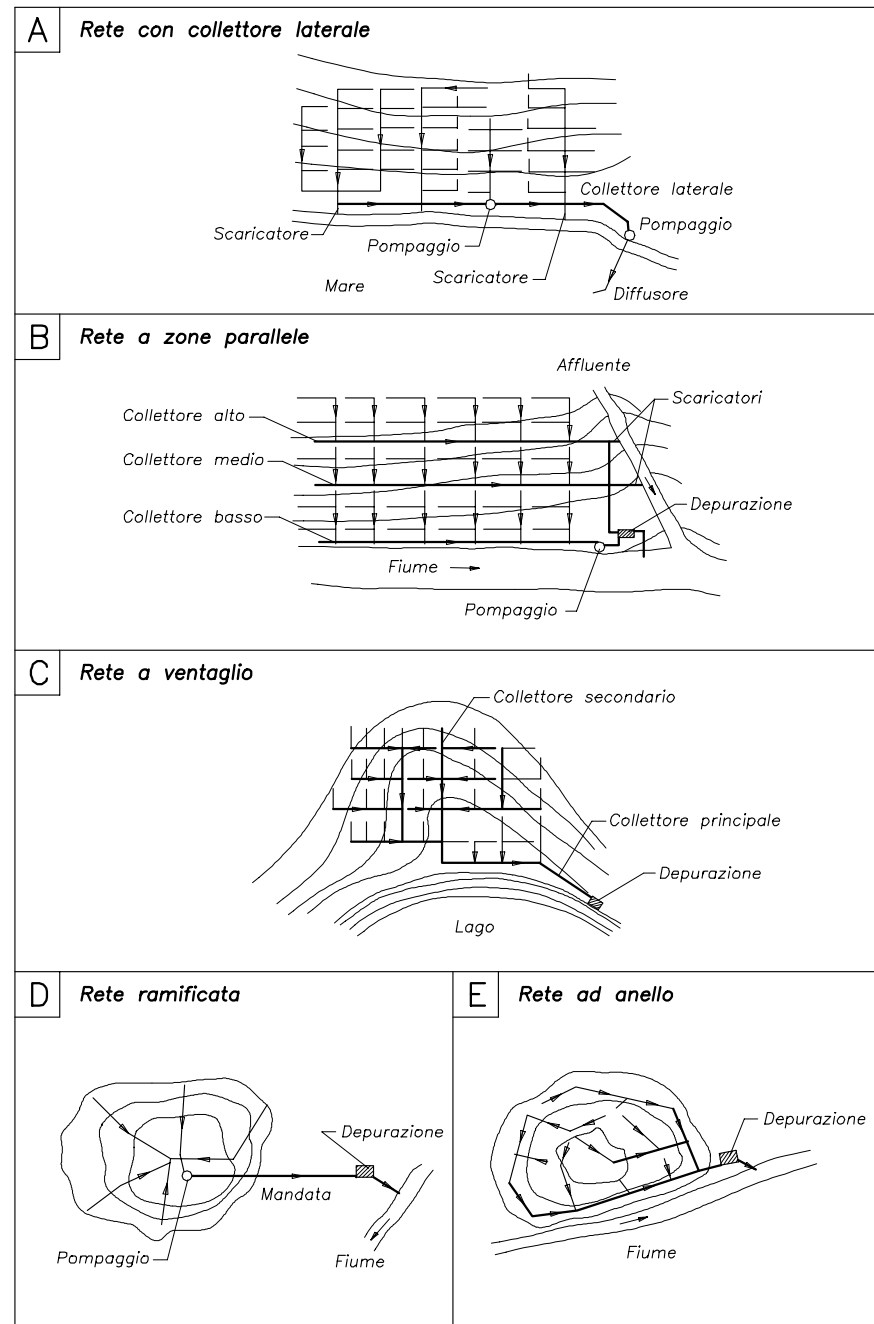 A Rete con collettore laterale
Collettore laterale
Scaricatore
Pompaggio
Pompaggio
Scaricatore
Mare
Diffusore
B Rete a zone parallele
Affluente
Collettore alto
Scaricatori
Collettore medio
Depurazione
Collettore basso
Fiume
Pompaggio
C Rete a ventaglio
Collettore secondario
Collettore principale
Depurazione
Lago
D Rete ramificata
Depurazione
Mandata
Pompaggio
Fiume
E Rete ad anello
Depurazione
Fiume